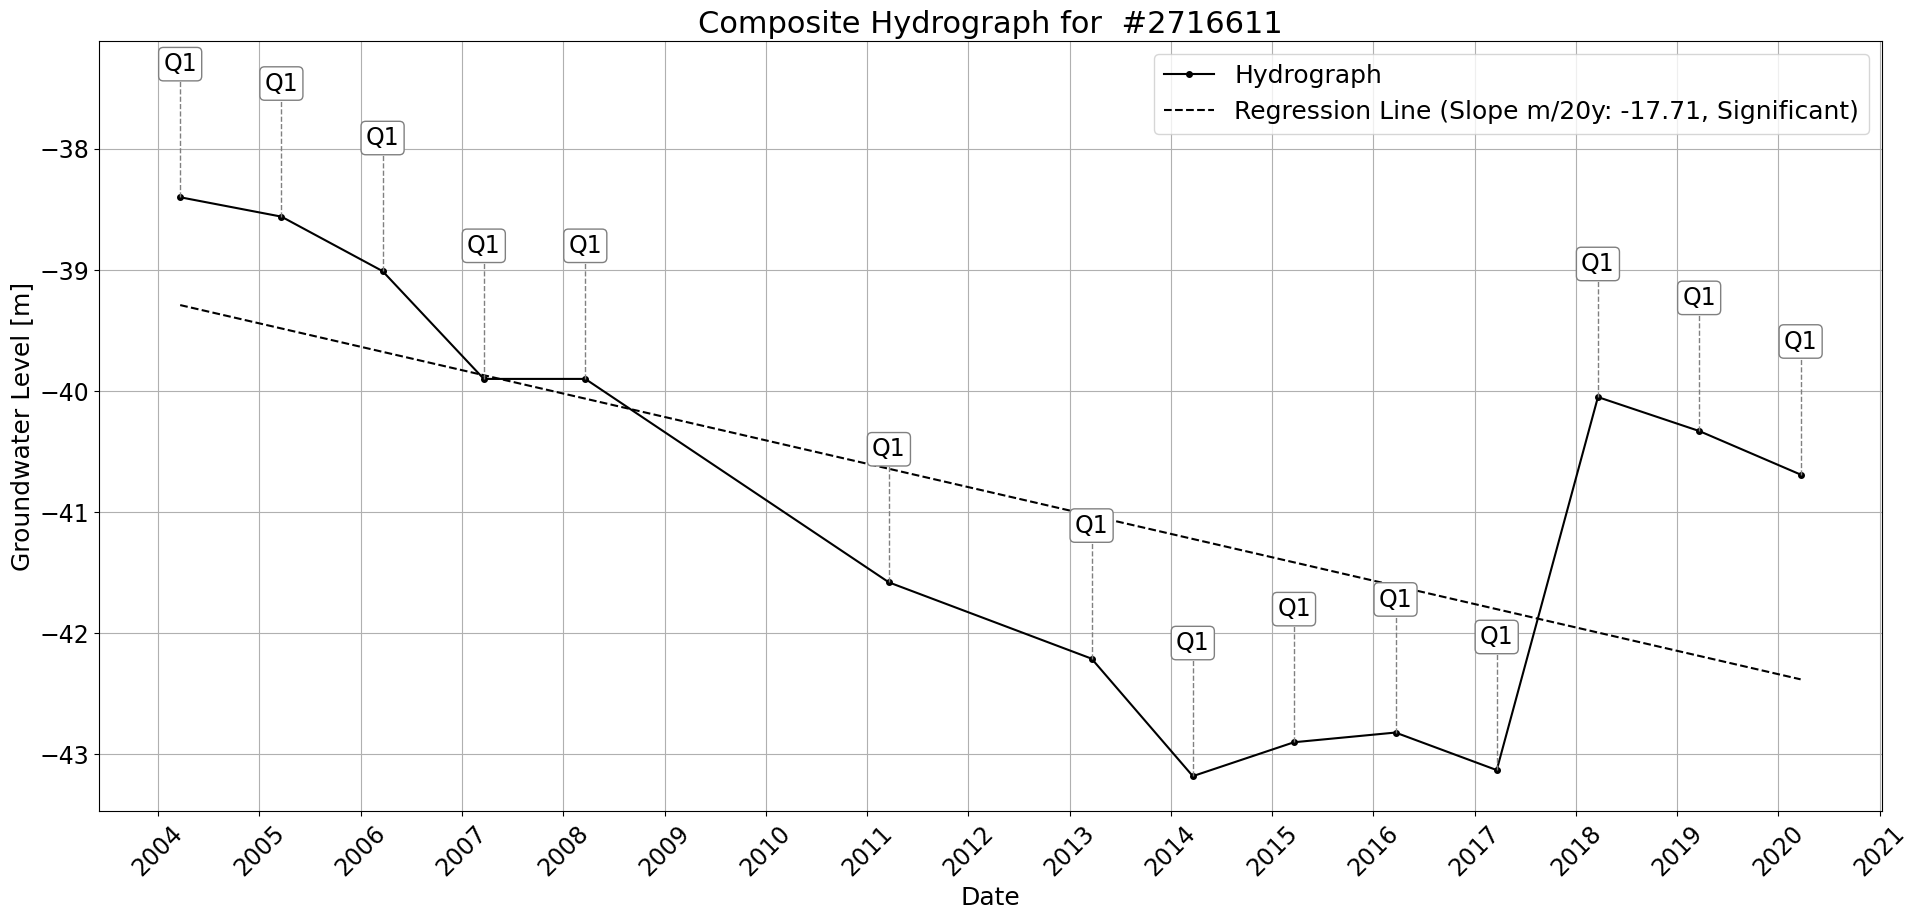 Composite Hydrograph for  #2716611
Hydrograph
Regression Line (Slope m/20y: -17.71, Significant)
Q1
Q1
Q1
Q1
Q1
Q1
Q1
Q1
Q1
Q1
Q1
Q1
Q1
Q1
Groundwater Level [m]
−38
−39
−40
−41
−42
−43
2004
2005
2006
2007
2008
2009
2010
2011
2012
2013
2014
2015
2016
2017
2018
2019
2020
2021
Date